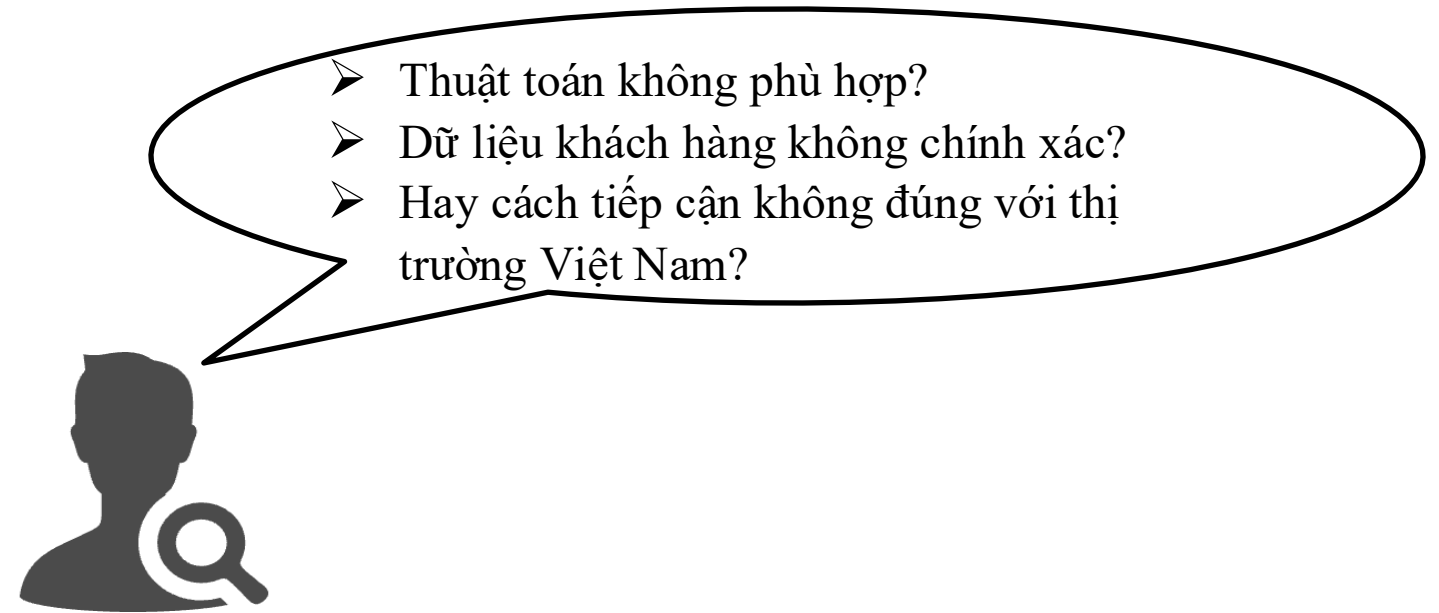 ➢ Thuật toán không phù hợp?
➢ Dữ liệu khách hàng không chính xác?
➢ Hay cách tiếp cận không đúng với thị
trường Việt Nam?